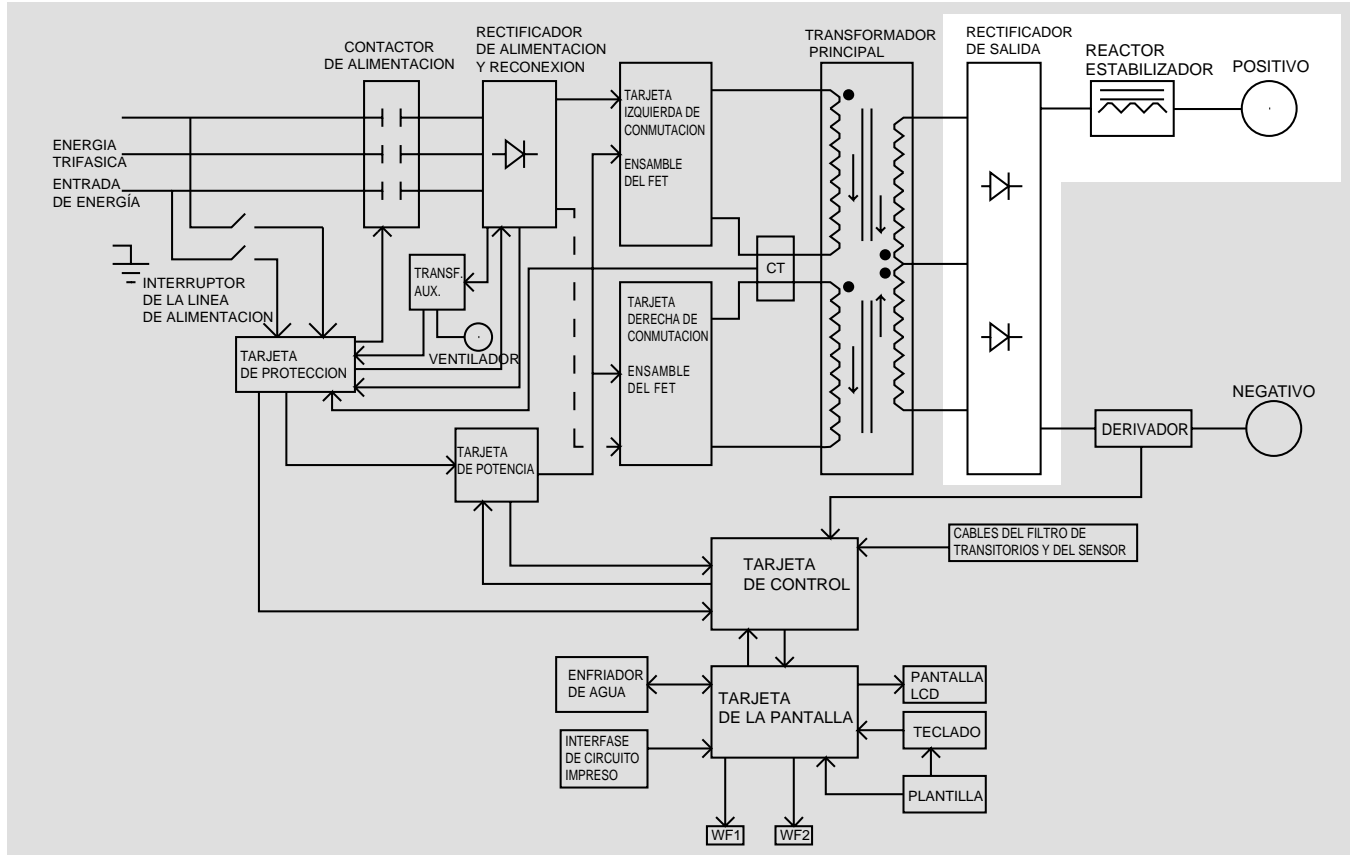 CONTACTOR
DE ALIMENTACION
RECTIFICADOR
DE ALIMENTACION
Y RECONEXION
TRANSFORMADOR
PRINCIPAL
RECTIFICADOR
DE SALIDA
REACTOR
ESTABILIZADOR
POSITIVO
ENERGIA
TRIFASICA
ENTRADA
DE ENERGÍA
TARJETA
IZQUIERDA DE
CONMUTACION
ENSAMBLE
DEL FET
INTERRUPTOR
DE LA LINEA
DE ALIMENTACION
TRANSF.
AUX.
VENTILADOR
CT
TARJETA
DERECHA DE
CONMUTACION
ENSAMBLE
DEL FET
TARJETA
DE PROTECCION
NEGATIVO
DERIVADOR
TARJETA
DE POTENCIA
CABLES DEL FILTRO DE
TRANSITORIOS Y DEL SENSOR
TARJETA
DE CONTROL
ENFRIADOR
DE AGUA
TARJETA
DE LA PANTALLA
PANTALLA
LCD
TECLADO
INTERFASE
DE CIRCUITO
IMPRESO
PLANTILLA
WF1
WF2